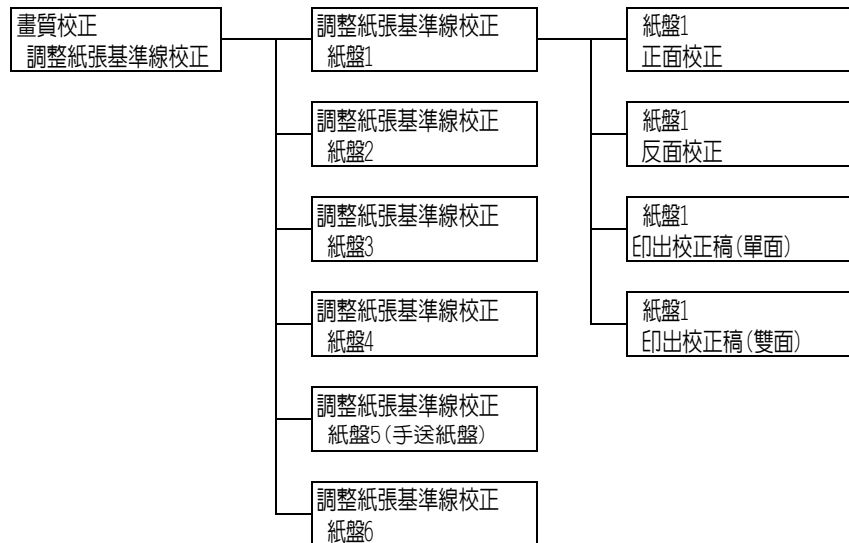 畫質校正
調整紙張基準線校正
調整紙張基準線校正
紙盤1
調整紙張基準線校正
紙盤2
調整紙張基準線校正
紙盤3
調整紙張基準線校正
紙盤4
調整紙張基準線校正
紙盤5(手送紙盤)
調整紙張基準線校正
紙盤6
紙盤1
正面校正
紙盤1
反面校正
紙盤1
印出校正稿(單面)
紙盤1
印出校正稿(雙面)